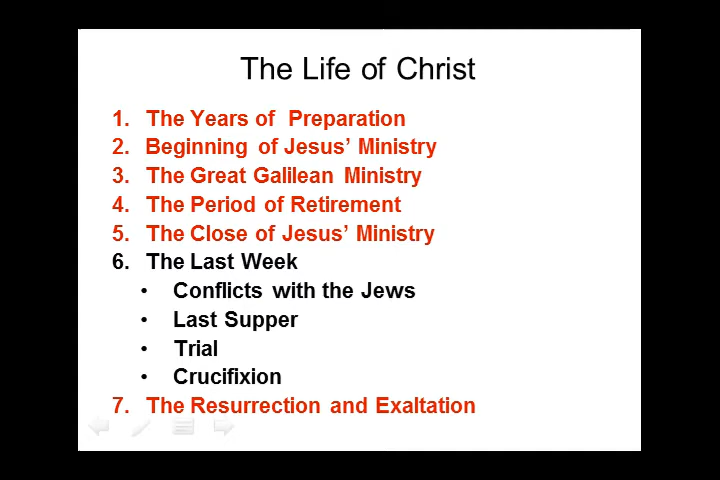 The Life of Christ
1. The Years of Preparation
2. Beginning of Jesus’ Ministry
3. The Great Galilean Ministry
4. The Period of Retirement
5. The Close of Jesus’ Ministry
6. The Last Week
• Conflicts with the Jews
• Last Supper
• Trial
• Crucifixion
7. The Resurrection and Exaltation